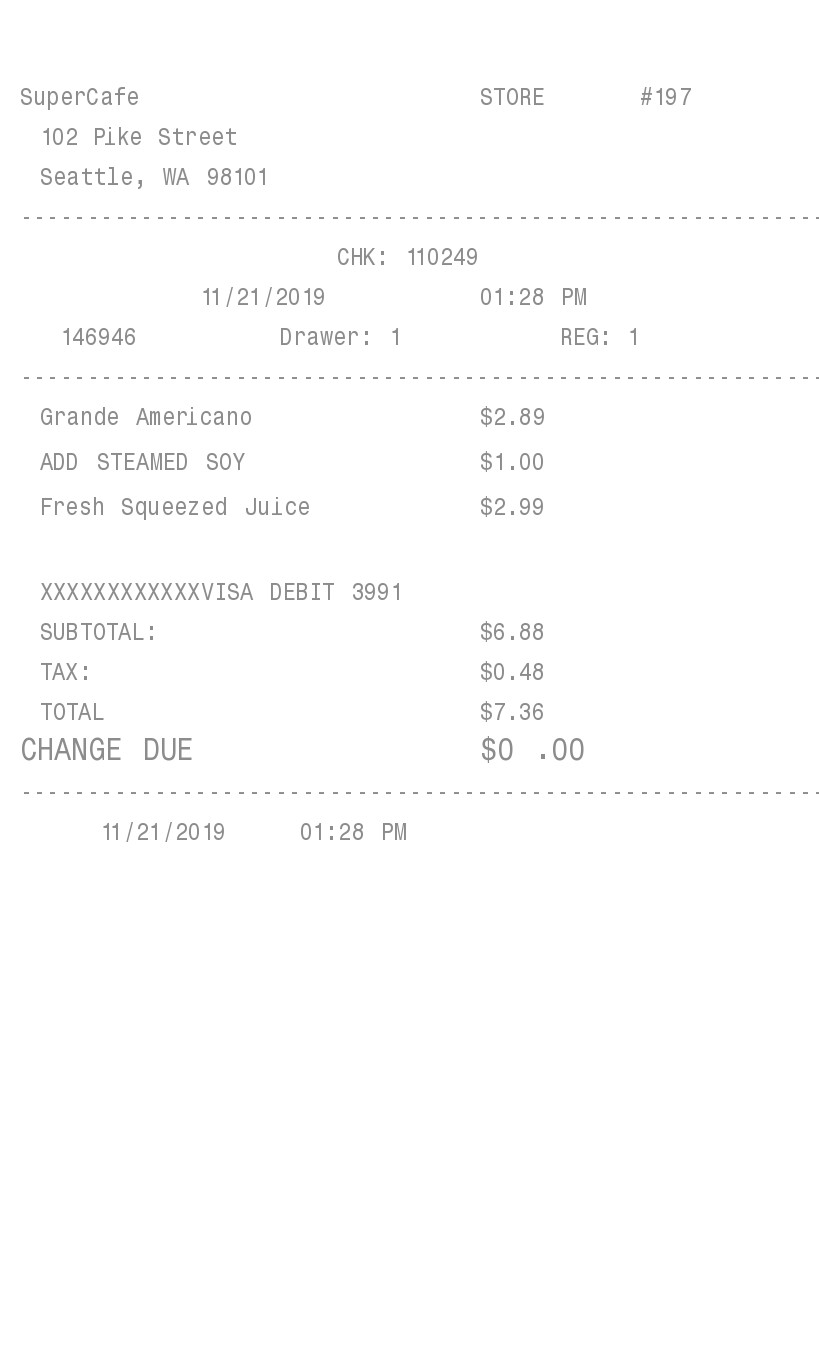 SuperCafe STORE #197
102 Pike Street
Seattle, WA 98101
------------------------------------------------------------
CHK: 110249
11/21/2019 01:28 PM
146946 Drawer: 1 REG: 1
------------------------------------------------------------
Grande Americano $2.89
ADD STEAMED SOY $1.00
Fresh Squeezed Juice $2.99
XXXXXXXXXXXXVISA DEBIT 3991
SUBTOTAL: $6.88
TAX: $0.48
TOTAL $7.36
CHANGE DUE $0 .00
------------------------------------------------------------
11/21/2019 01:28 PM